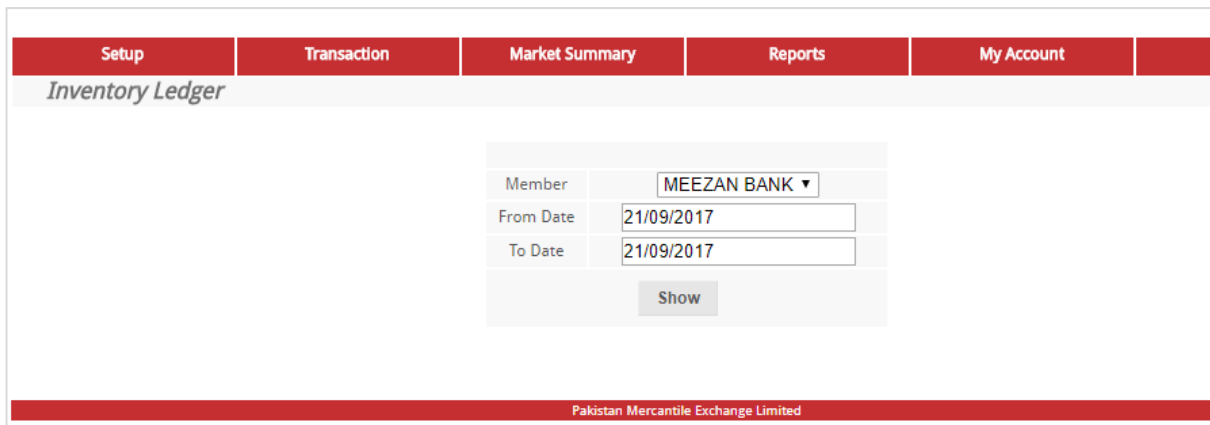 Setup Transaction Market Summary Reports My Account
Inventory Ledger
Member MEEZAN BANK
From Date 21/09/2017
To Date 21/09/2017
Show
Pakistan Mercantile Exchange Limited